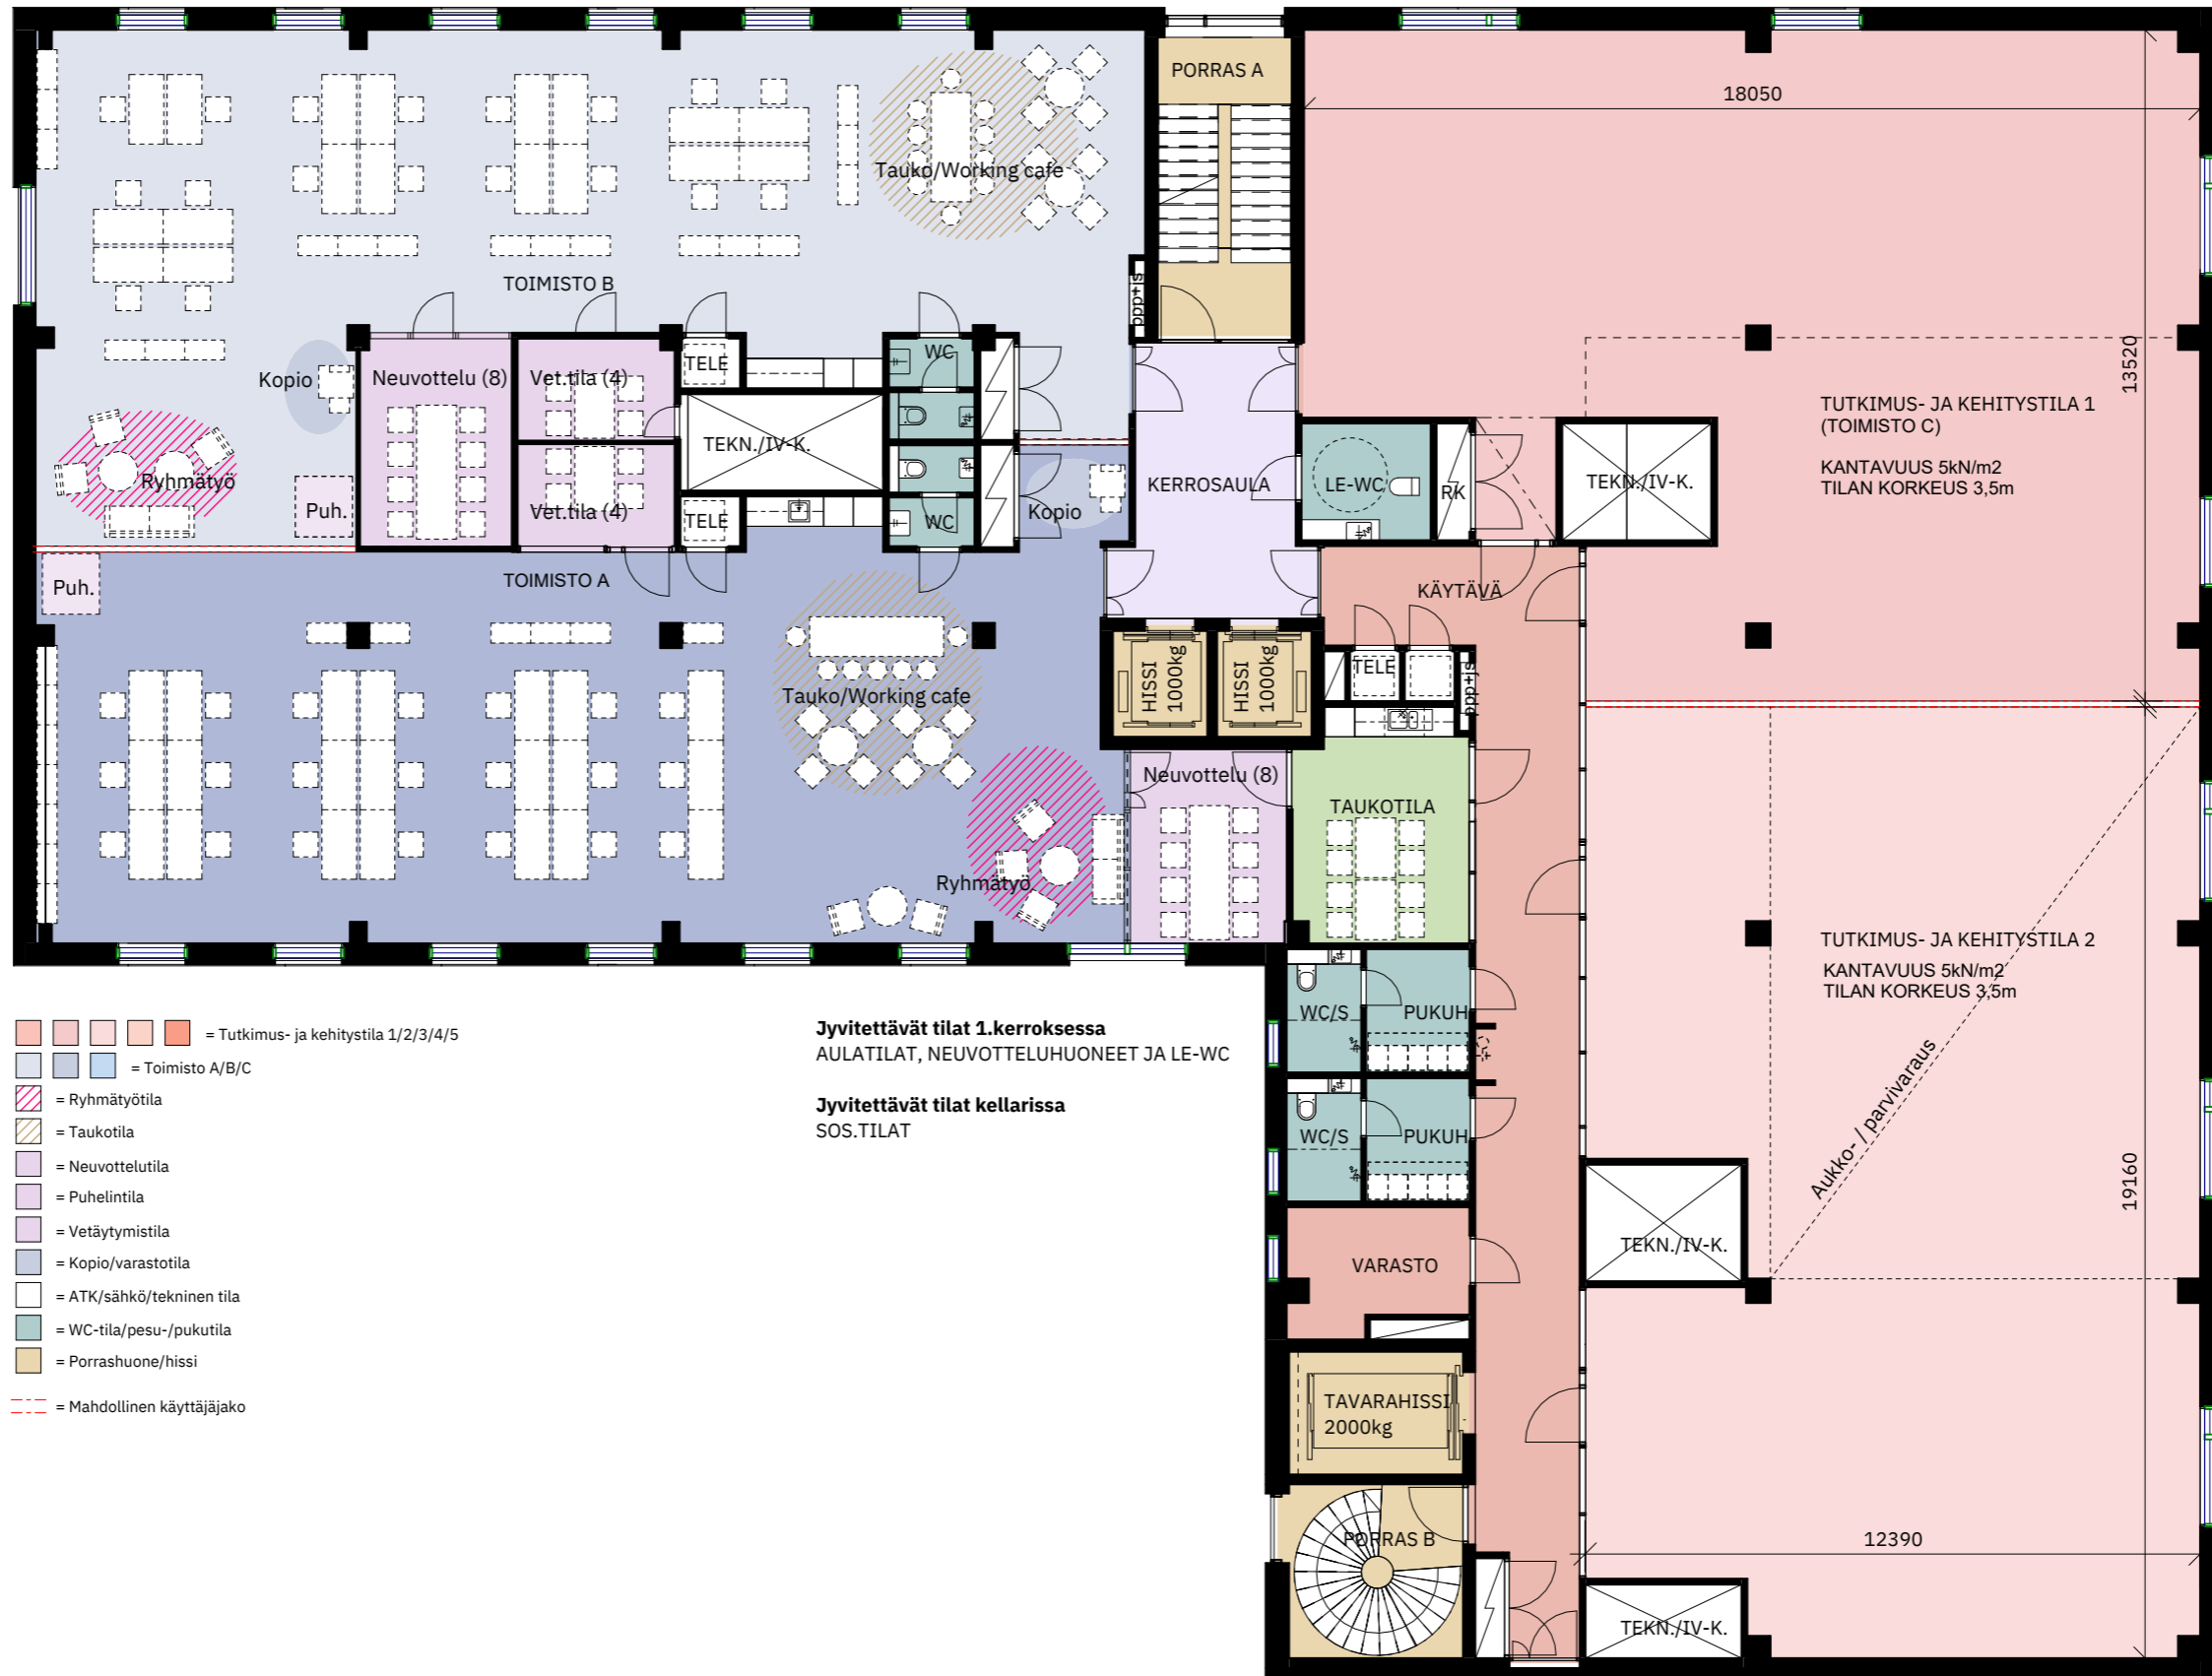 PORRAS A
18050
Tauko/Working cafe
TOIMISTO B
ppp+js
13520
WC
TELE
Kopio
Neuvottelu (8)
Vet.tila (4)
TUTKIMUS- JA KEHITYSTILA 1
(TOIMISTO C)
KANTAVUUS 5kN/m2
TILAN KORKEUS 3,5m
TEKN./IV-K.
Ryhmätyö
KERROSAULA
LE-WC
RK
TEKN./IV-K.
Puh.
Vet.tila (4)
TELE
WC
Kopio
Puh.
TOIMISTO A
KÄYTÄVÄ
HISSI
1000kg
HISSI
1000kg
TELE
ppp+js
Tauko/Working cafe
Neuvottelu (8)
TAUKOTILA
Ryhmätyö
TUTKIMUS- JA KEHITYSTILA 2
KANTAVUUS 5kN/m2
TILAN KORKEUS 3,5m
WC/S
PUKUH
Aukko- / parvivaraus
WC/S
PUKUH
19160
TEKN./IV-K.
VARASTO
TAVARAHISSI
2000kg
PORRAS B
12390
TEKN./IV-K.
= Tutkimus- ja kehitystila 1/2/3/4/5
= Toimisto A/B/C
= Ryhmätyötila
= Taukotila
= Neuvottelutila
= Puhelintila
= Vetäytymistila
= Kopio/varastotila
= ATK/sähkö/tekninen tila
= WC-tila/pesu-/pukutila
= Porrashuone/hissi
= Mahdollinen käyttäjäjako
Jyvitettävät tilat 1.kerroksessa
AULATILAT, NEUVOTTELUHUONEET JA LE-WC
Jyvitettävät tilat kellarissa
SOS.TILAT